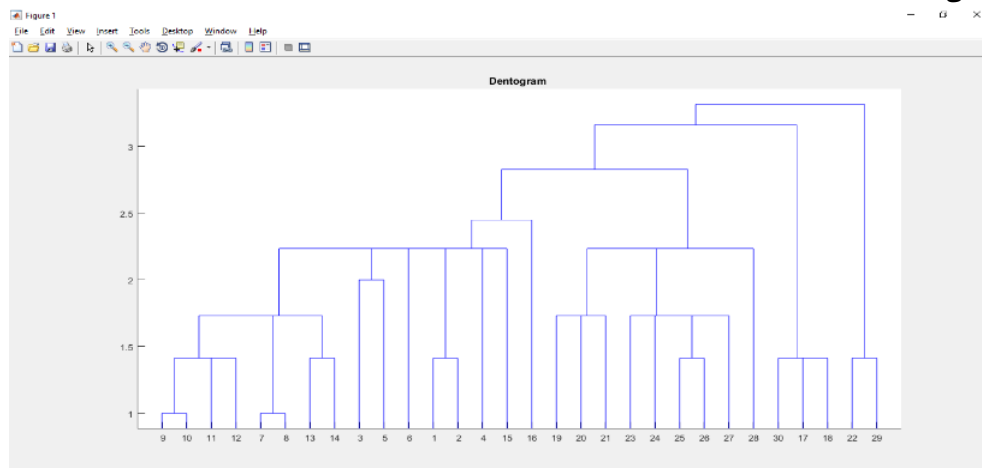 Figure 1
File Edit View Insert Tools Desktop Window Help
Dentogram
3
2.5
2
1.5
1
9 10 11 12 7 8 13 14 3 5 6 1 2 4 15 16 19 20 21 23 24 25 26 27 28 30 17 18 22 29